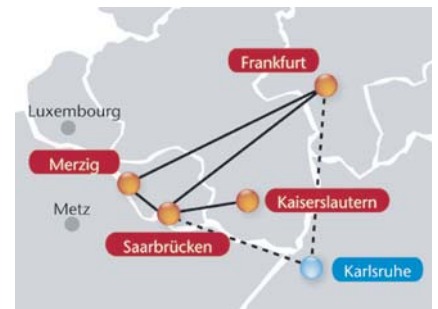 Frankfurt
Luxembourg
Merzig
Kaiserslautern
Metz
Saarbrücken
Karlsruhe